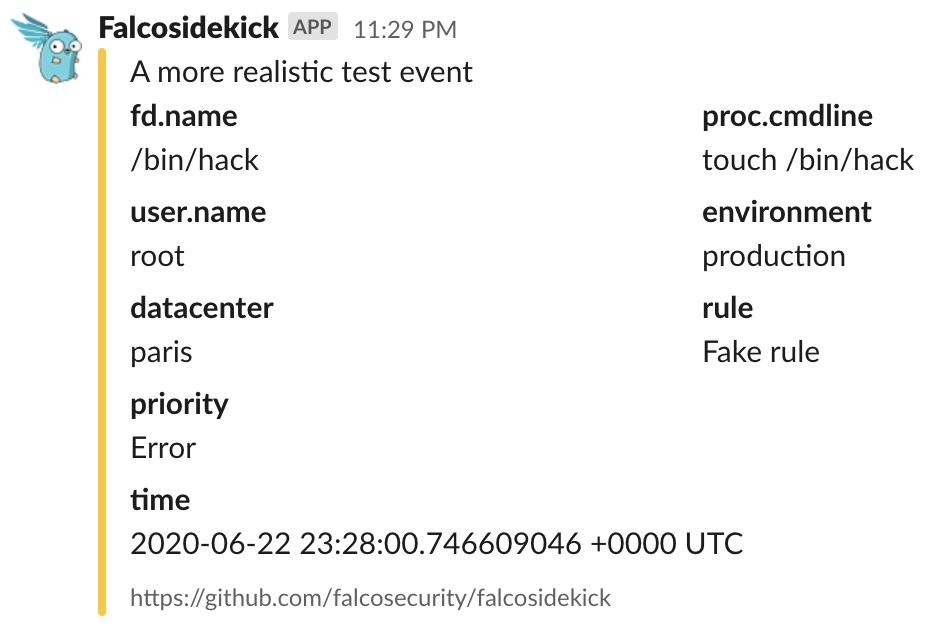 Falcosidekick APP 11:29 PM
A more realistic test event
fd.name proc.cmdline
/bin/hack touch /bin/hack
user.name environment
root production
datacenter rule
paris Fake rule
priority
Error
time
2020-06-22 23:28:00.746609046 +0000 UTC
https://github.com/falcosecurity/falcosidekick